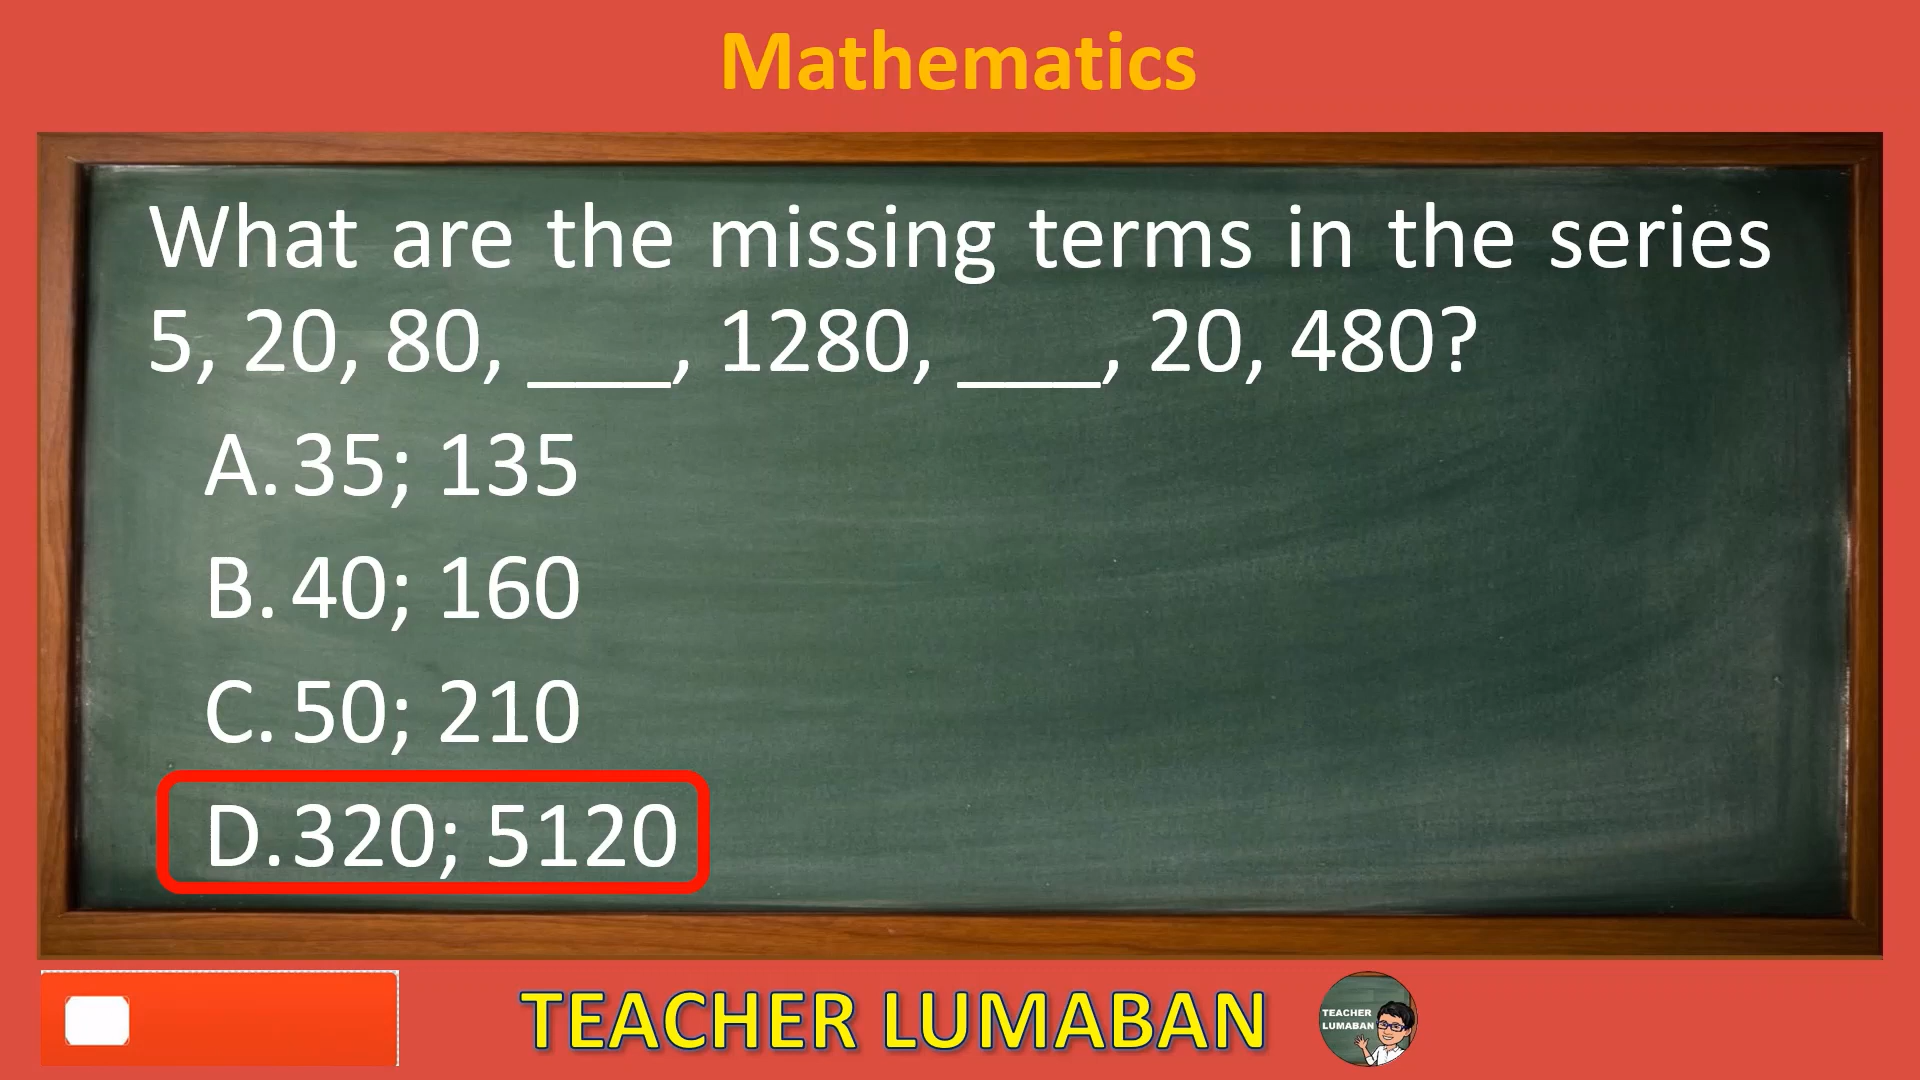 Mathematics
What are the missing terms in the series
5, 20, 80, ___, 1280, ___, 20, 480?
A. 35; 135
B. 40; 160
C. 50; 210
D. 320; 5120
TEACHER LUMABAN
TEACHER
LUMABAN